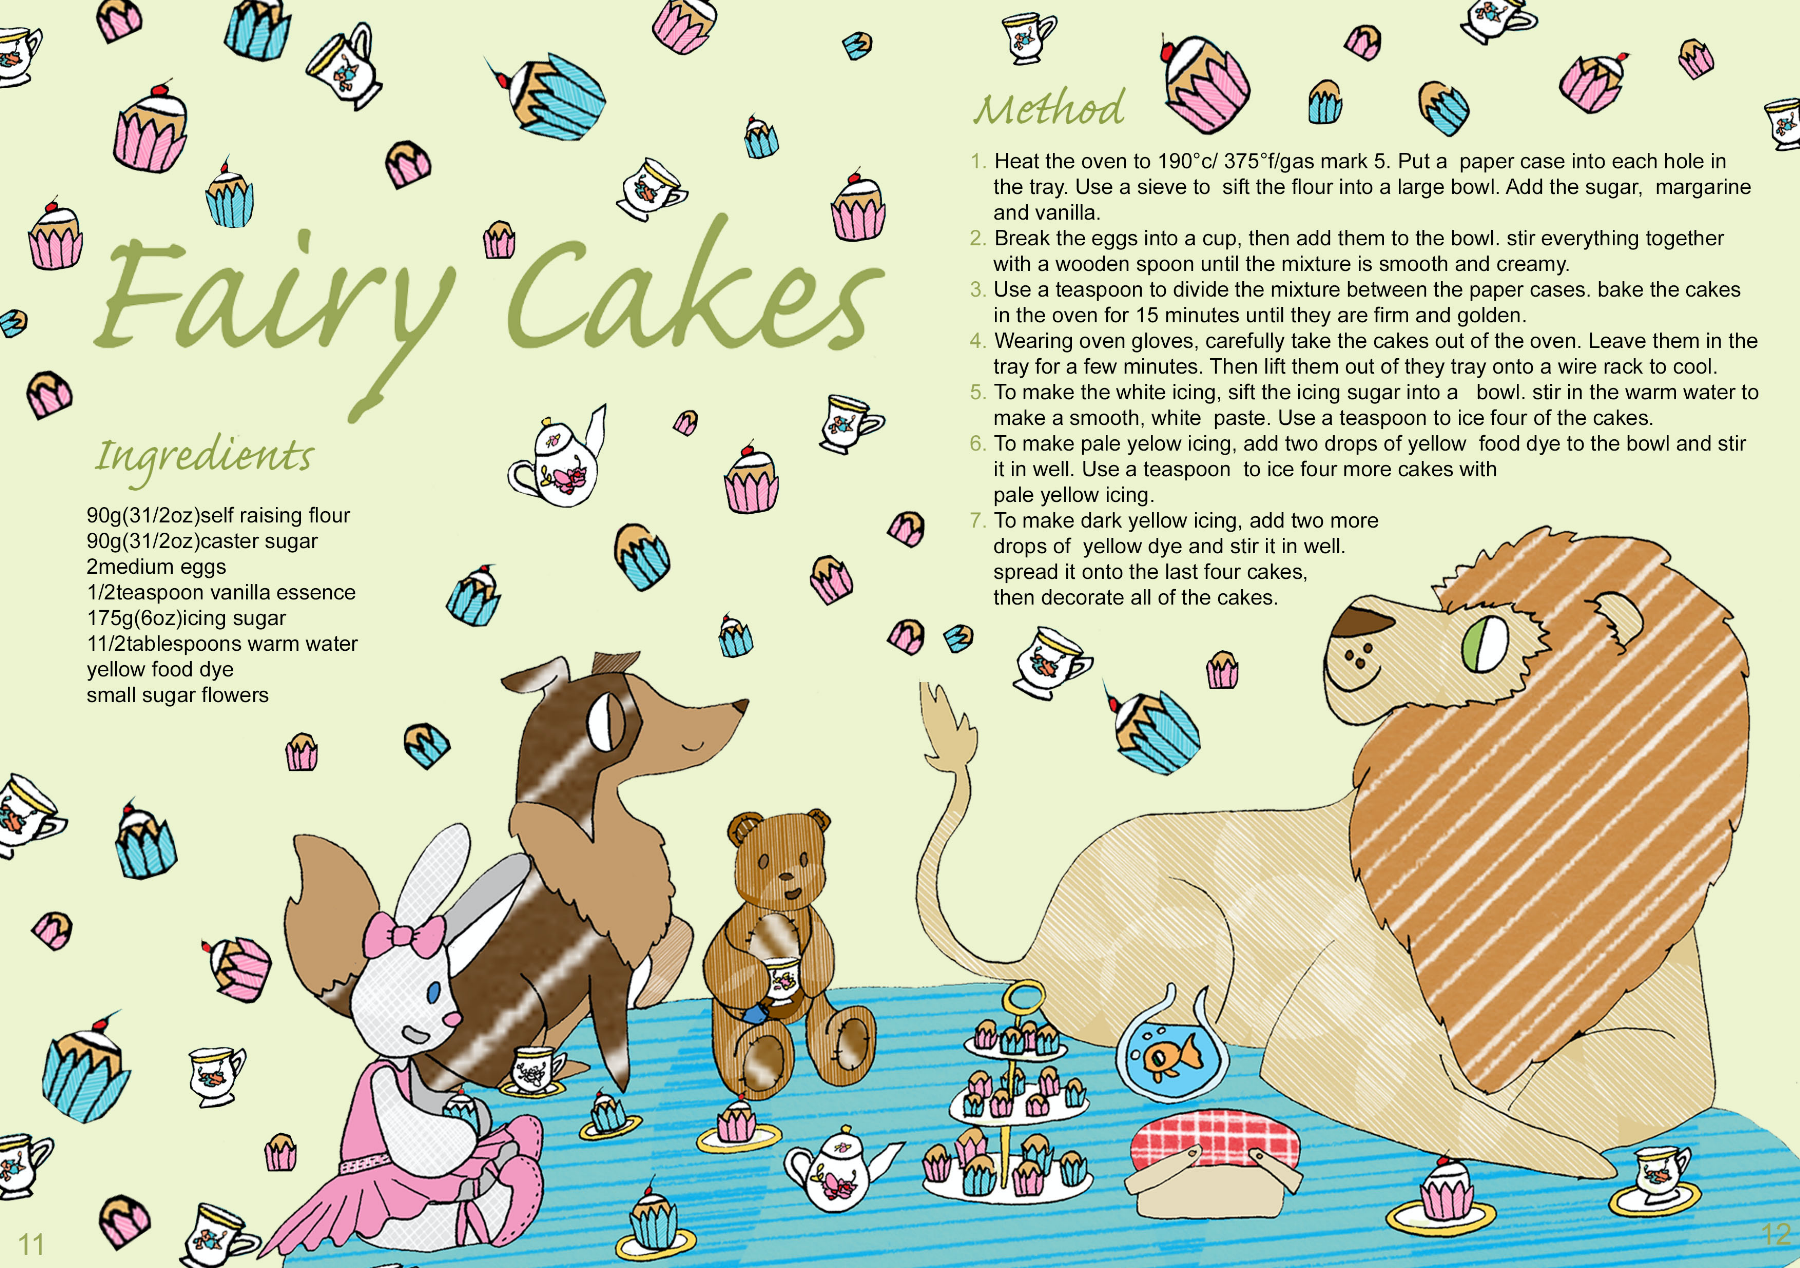 Fairy Cakes
Ingredients
90g(31/2oz)self raising flour
90g(31/2oz)caster sugar
2medium eggs
1/2teaspoon vanilla essence
175g(6oz)icing sugar
11/2tablespoons warm water
yellow food dye
small sugar flowers
11
Method
1. Heat the oven to 190°c/ 375°f/gas mark 5. Put a paper case into each hole in
the tray. Use a sieve to sift the flour into a large bowl. Add the sugar, margarine
and vanilla.
2. Break the eggs into a cup, then add them to the bowl. stir everything together
with a wooden spoon until the mixture is smooth and creamy.
3. Use a teaspoon to divide the mixture between the paper cases. bake the cakes
in the oven for 15 minutes until they are firm and golden.
4. Wearing oven gloves, carefully take the cakes out of the oven. Leave them in the
tray for a few minutes. Then lift them out of they tray onto a wire rack to cool.
5. To make the white icing, sift the icing sugar into a bowl. stir in the warm water to
make a smooth, white paste. Use a teaspoon to ice four of the cakes.
6. To make pale yelow icing, add two drops of yellow food dye to the bowl and stir
it in well. Use a teaspoon to ice four more cakes with
pale yellow icing.
7. To make dark yellow icing, add two more
drops of yellow dye and stir it in well.
spread it onto the last four cakes,
then decorate all of the cakes.
12